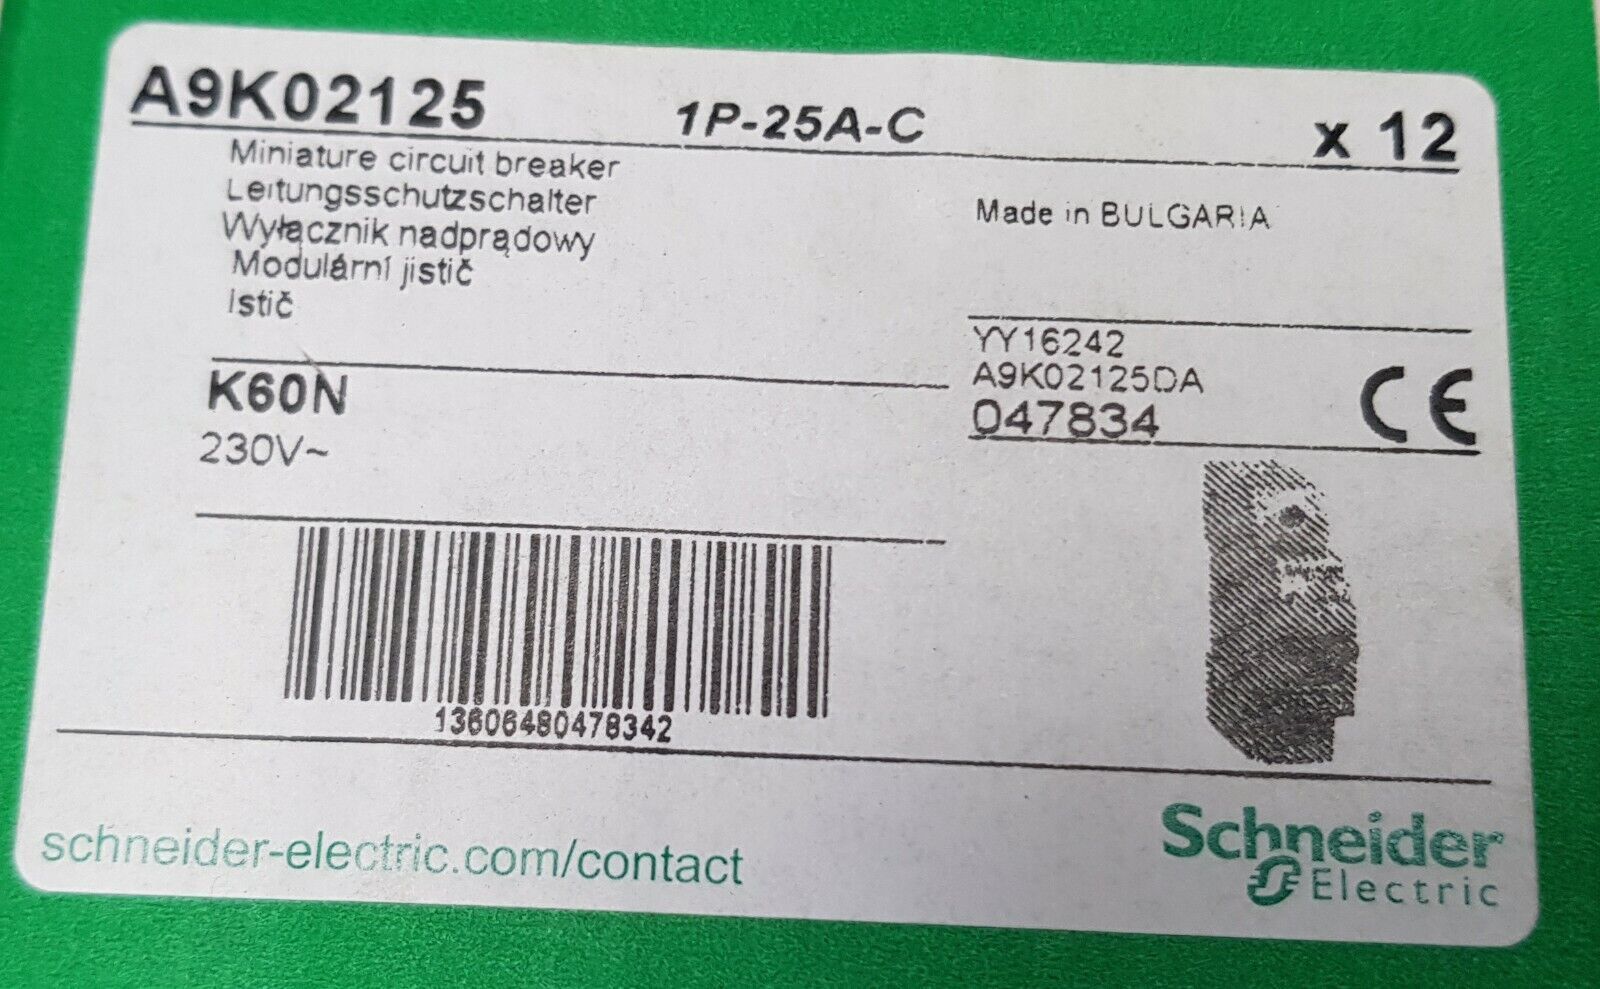 A9K02125 1P-25A-C x 12
Miniature circuit breaker
Leitungsschutzschalter
Wyłącznik nadprądowy
Modulární jistič
Istič
Made in BULGARIA
YY16242
A9K02125DA
047834
CE
K60N
230V~
13606480478342
schneider-electric.com/contact
Schneider
Electric